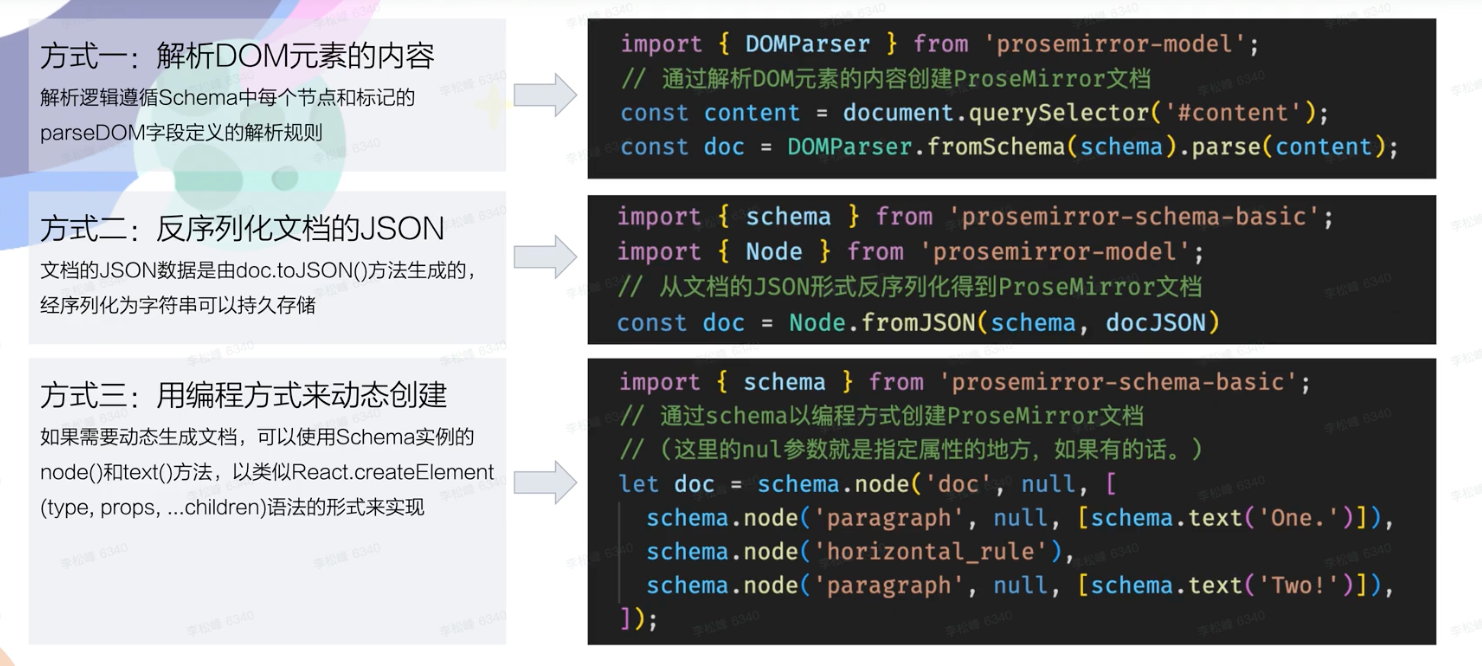 方式一：解析DOM元素的内容
解析逻辑遵循Schema中每个节点和标记的
parseDOM字段定义的解析规则
import { DOMParser } from 'prosemirror-model';
// 通过解析DOM元素的内容创建ProseMirror文档
const content = document.querySelector('#content');
const doc = DOMParser.fromSchema(schema).parse(content);
方式二：反序列化文档的JSON
文档的JSON数据是由doc.toJSON()方法生成的，
经序列化为字符串可以持久存储
import { schema } from 'prosemirror-schema-basic';
import { Node } from 'prosemirror-model';
// 从文档的JSON形式反序列化得到ProseMirror文档
const doc = Node.fromJSON(schema, docJSON)
方式三：用编程方式来动态创建
如果需要动态生成文档，可以使用Schema实例的
node()和text()方法，以类似React.createElement
(type, props, ...children)语法的形式来实现
import { schema } from 'prosemirror-schema-basic';
// 通过schema以编程方式创建ProseMirror文档
// （这里的nul参数就是指定属性的地方，如果有的话。）
let doc = schema.node('doc', null, [
schema.node('paragraph', null, [schema.text('One.')]),
schema.node('horizontal_rule'),
schema.node('paragraph', null, [schema.text('Two!')]),
]);
李松峰 6340